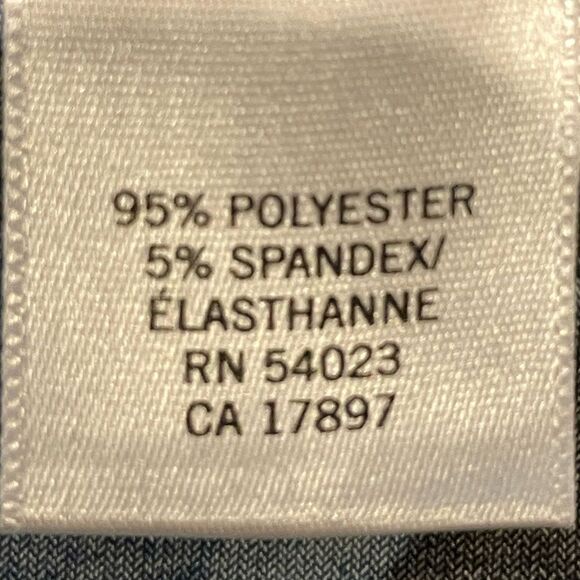 95% POLYESTER
5% SPANDEX/
ÉLASTHANNE
RN 54023
CA 17897